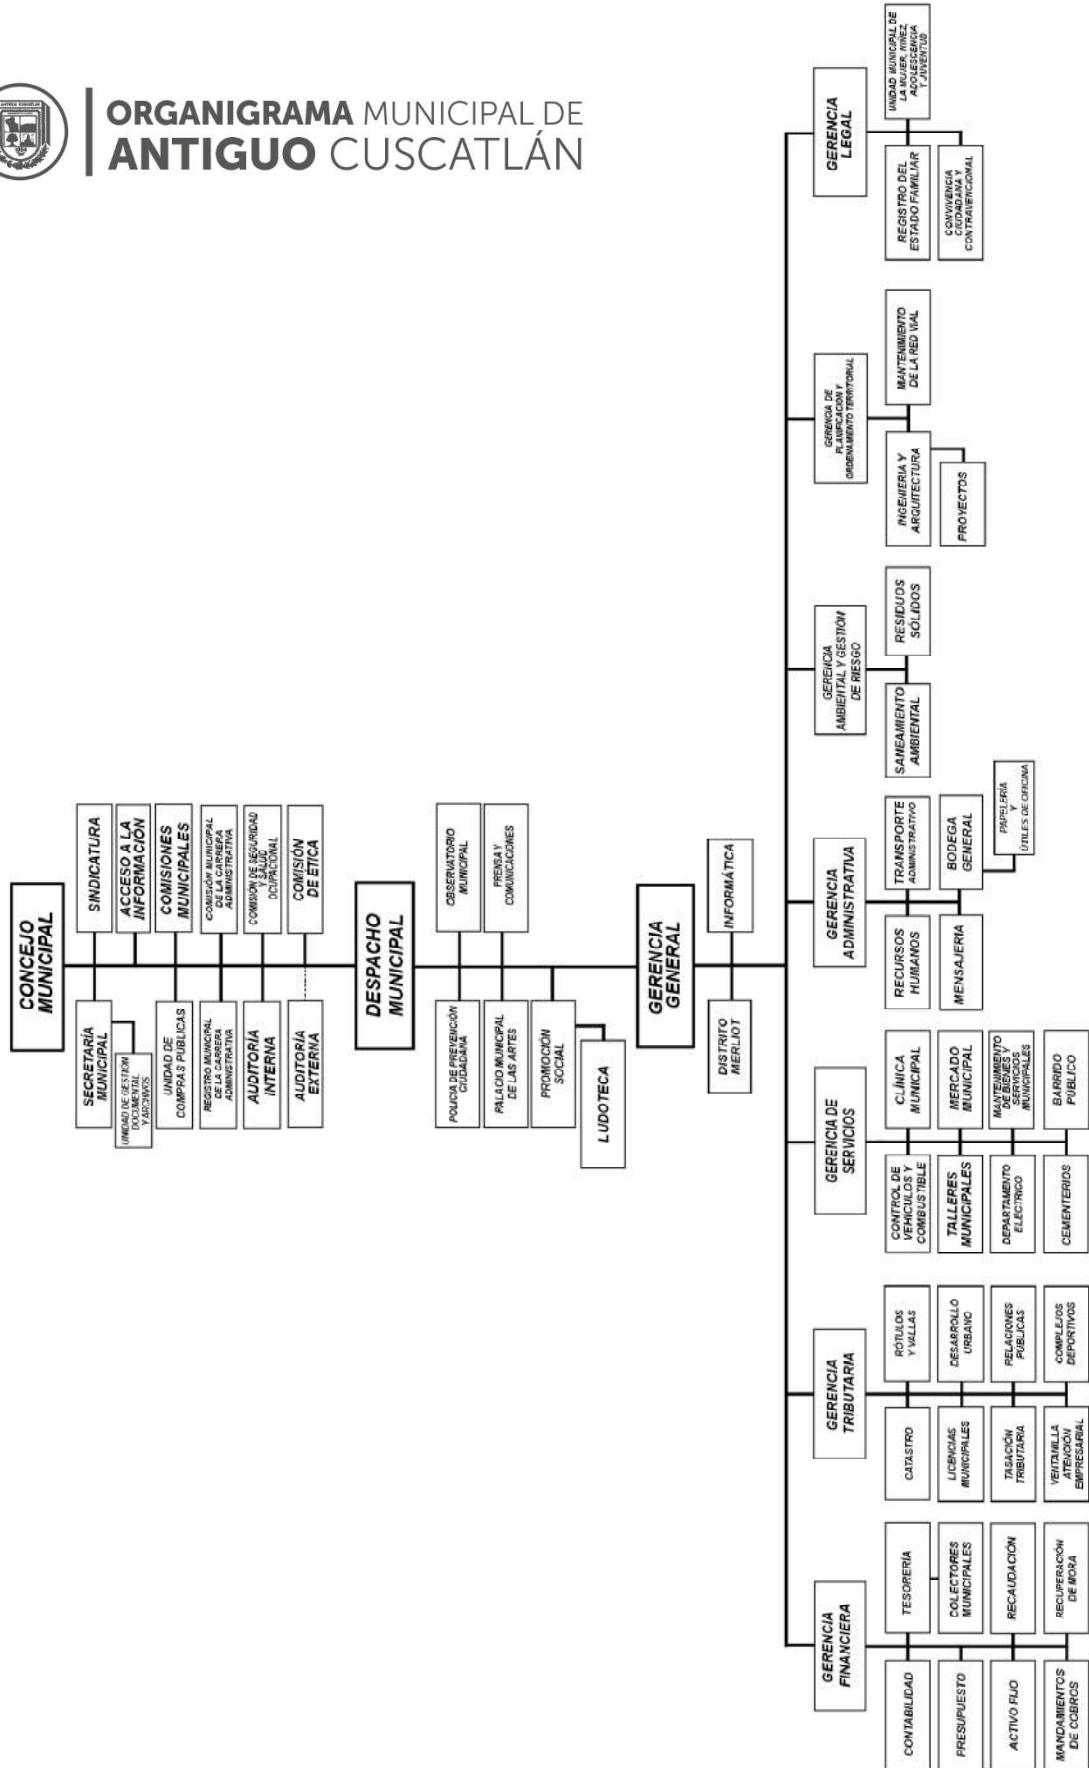 ORGANIGRAMA MUNICIPAL DE
ANTIGUO CUSCATLÁN
CONCEJO
MUNICIPAL
SECRETARÍA
MUNICIPAL
SINDICATURA
UNIDAD DE GESTIÓN
DOCUMENTAL
Y ARCHIVOS
ACCESO A LA
INFORMACIÓN
UNIDAD DE
COMPRAS PÚBLICAS
COMISIONES
MUNICIPALES
REGISTRO MUNICIPAL
DE LA CARRERA
ADMINISTRATIVA
COMISIÓN MUNICIPAL
DE LA CARRERA
ADMINISTRATIVA
AUDITORÍA
INTERNA
COMISIÓN DE SEGURIDAD
Y SALUD
OCUPACIONAL
AUDITORÍA
EXTERNA
COMISIÓN
DE ÉTICA
DESPACHO
MUNICIPAL
POLICIA DE PREVENCIÓN
CIUDADANA
OBSERVATORIO
MUNICIPAL
PALACIO MUNICIPAL
DE LAS ARTES
PRENSA Y
COMUNICACIONES
PROMOCIÓN
SOCIAL
LUDOTECA
GERENCIA
GENERAL
DISTRITO
MERLIOT
INFORMÁTICA
GERENCIA
FINANCIERA
CONTABILIDAD
TESORERÍA
PRESUPUESTO
COLECTORES
MUNICIPALES
ACTIVO FIJO
RECAUDACIÓN
MANDAMIENTOS
DE COBROS
RECUPERACIÓN
DE MORA
GERENCIA
TRIBUTARIA
CATASTRO
RÓTULOS
Y VALLAS
LICENCIAS
MUNICIPALES
DESARROLLO
URBANO
TASACIÓN
TRIBUTARIA
RELACIONES
PÚBLICAS
VENTANILLA
ATENCIÓN
EMPRESARIAL
COMPLEJOS
DEPORTIVOS
GERENCIA DE
SERVICIOS
CONTROL DE
VEHÍCULOS Y
COMBUSTIBLE
CLÍNICA
MUNICIPAL
TALLERES
MUNICIPALES
MERCADO
MUNICIPAL
DEPARTAMENTO
ELECTRICO
MANTENIMIENTO
DE BIENES Y
SERVICIOS
MUNICIPALES
CEMENTERIOS
BARRIDO
PÚBLICO
GERENCIA
ADMINISTRATIVA
RECURSOS
HUMANOS
TRANSPORTE
ADMINISTRATIVO
MENSAJERIA
BODEGA
GENERAL
PAPELERÍA
Y
ÚTILES DE OFICINA
GERENCIA
AMBIENTAL Y GESTIÓN
DE RIESGO
SANEAMIENTO
AMBIENTAL
RESIDUOS
SÓLIDOS
GERENCIA DE
PLANIFICACIÓN Y
ORDENAMIENTO TERRITORIAL
INGENIERIA Y
ARQUITECTURA
MANTENIMIENTO
DE LA RED VIAL
PROYECTOS
GERENCIA
LEGAL
REGISTRO DEL
ESTADO FAMILIAR
UNIDAD MUNICIPAL DE
LA MUJER, NIÑEZ,
ADOLESCENCIA
Y JUVENTUD
CONVIVENCIA
CIUDADANA Y
CONTRAVENCIONAL